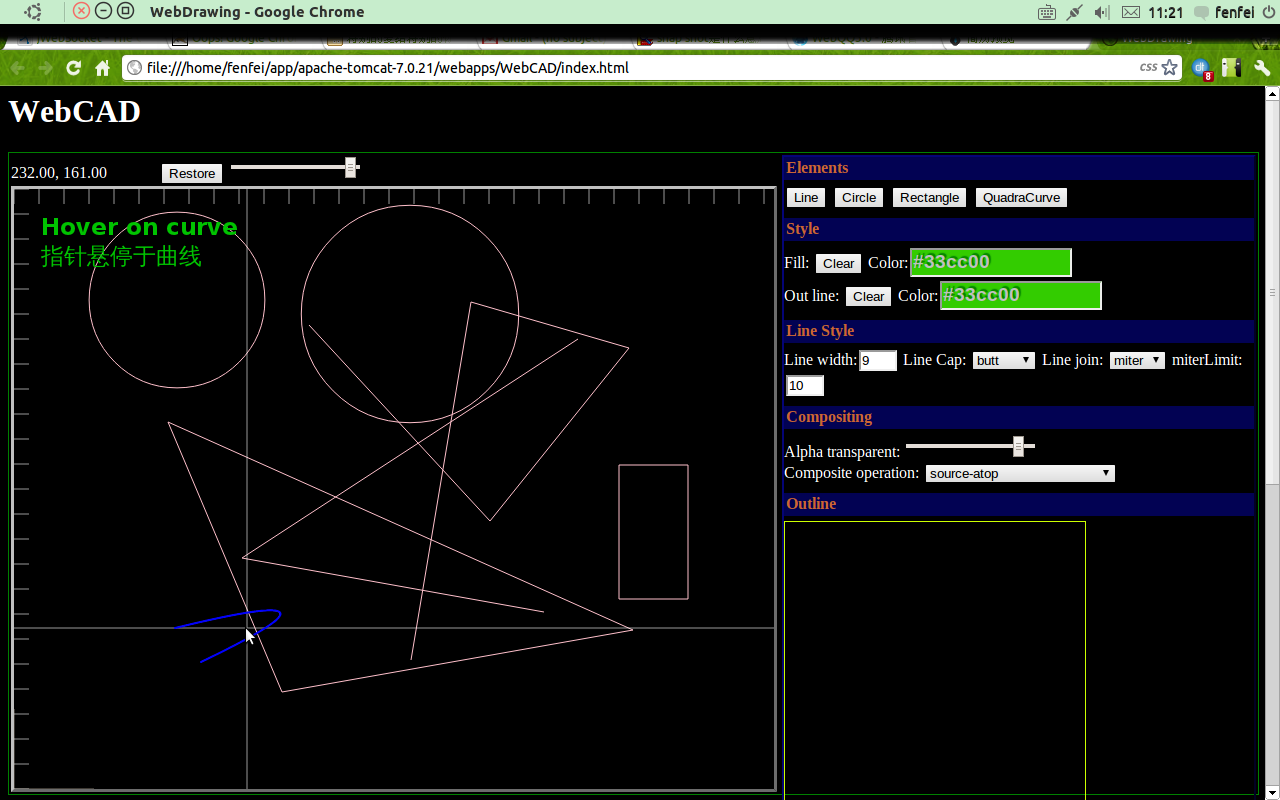 WebDrawing - Google Chrome
11:21 fenfei
file:///home/fenfei/app/apache-tomcat-7.0.21/webapps/WebCAD/index.html
CSS
8
WebCAD
232.00, 161.00 Restore
Hover on curve
指针悬停于曲线
Elements
Line Circle Rectangle QuadraCurve
Style
Fill: Clear Color: #33cc00
Out line: Clear Color: #33cc00
Line Style
Line width: 9 Line Cap: butt Line join: miter miterLimit:
10
Compositing
Alpha transparent:
Composite operation: source-atop
Outline